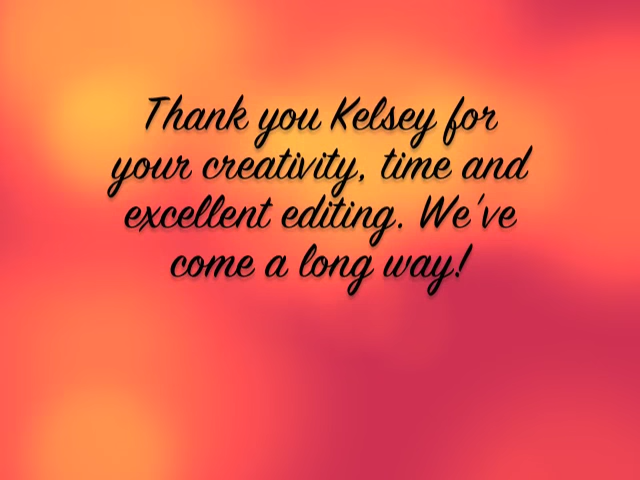 Thank you Kelsey for
your creativity, time and
excellent editing. We've
come a long way!